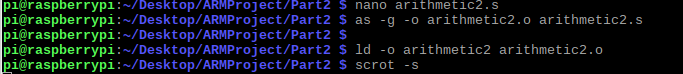 pi@raspberrypi:~/Desktop/ARMProject/Part2 $ nano arithmetic2.s
pi@raspberrypi:~/Desktop/ARMProject/Part2 $ as -g -o arithmetic2.o arithmetic2.s
pi@raspberrypi:~/Desktop/ARMProject/Part2 $
pi@raspberrypi:~/Desktop/ARMProject/Part2 $ ld -o arithmetic2 arithmetic2.o
pi@raspberrypi:~/Desktop/ARMProject/Part2 $ scrot -s